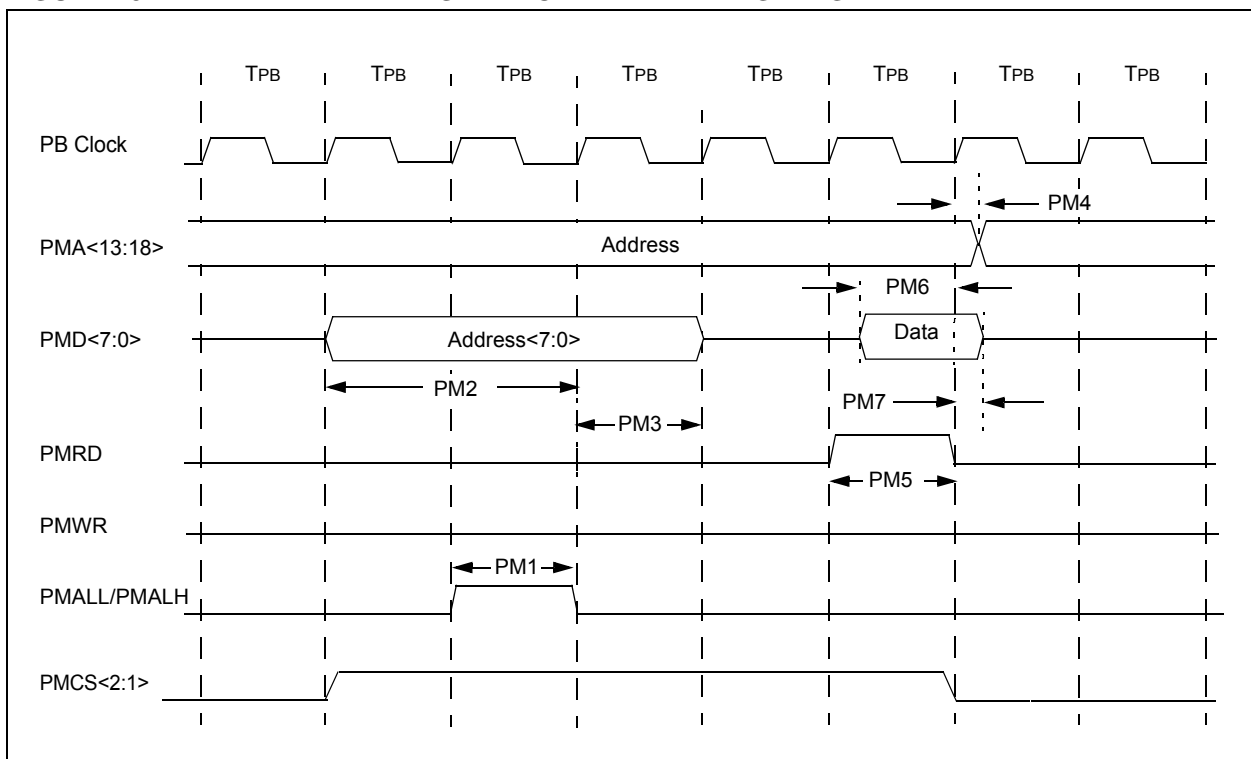 TPB TPB TPB TPB TPB TPB TPB TPB
PB Clock
PM4
PMA<13:18>
Address
PM6
PMD<7:0>
Address<7:0>
Data
PM2
PM7
PM3
PMRD
PM5
PMWR
PM1
PMALL/PMALH
PMCS<2:1>